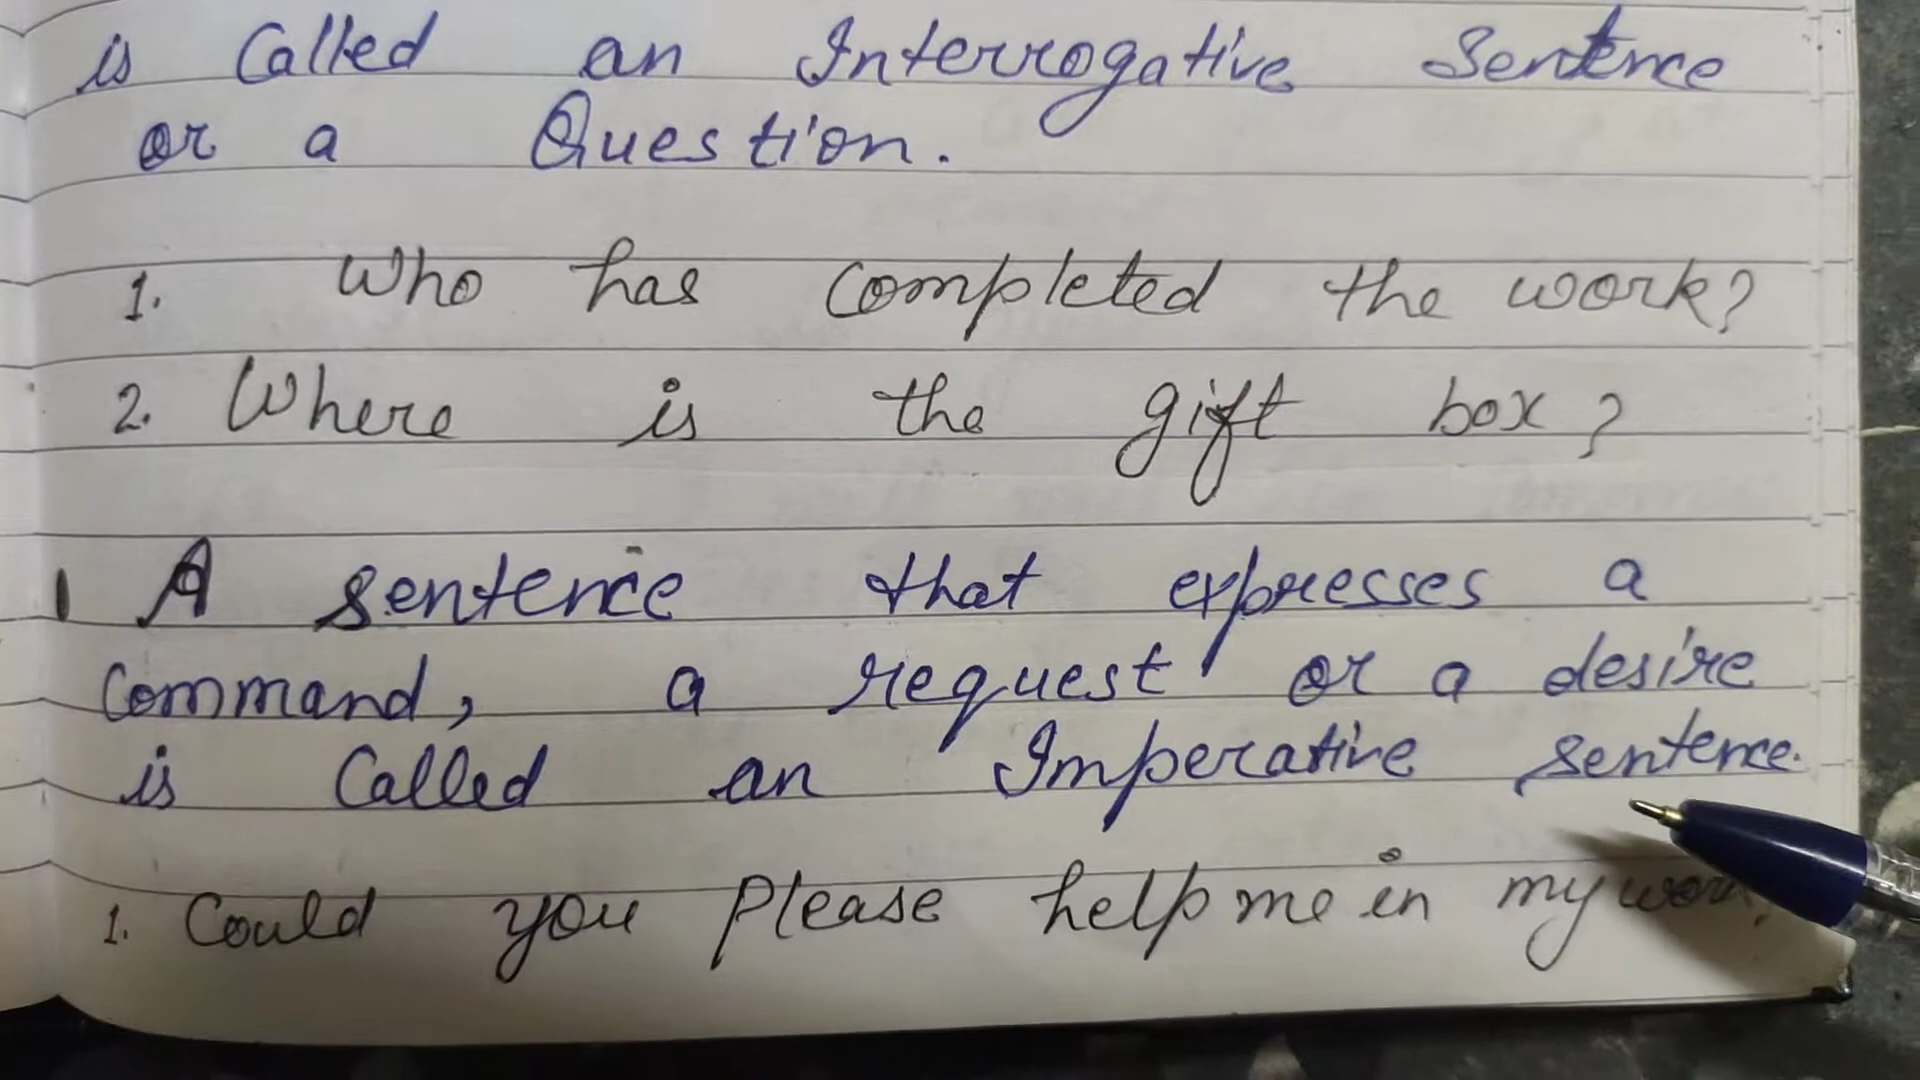 is Called an Interrogative Sentence
or a Question.
1. Who has Completed the work?
2. Where is the gift box?
1 A sentence that expresses a
Command, a request or a desire
is Called an Imperative sentence.
1. Could you Please help me in my